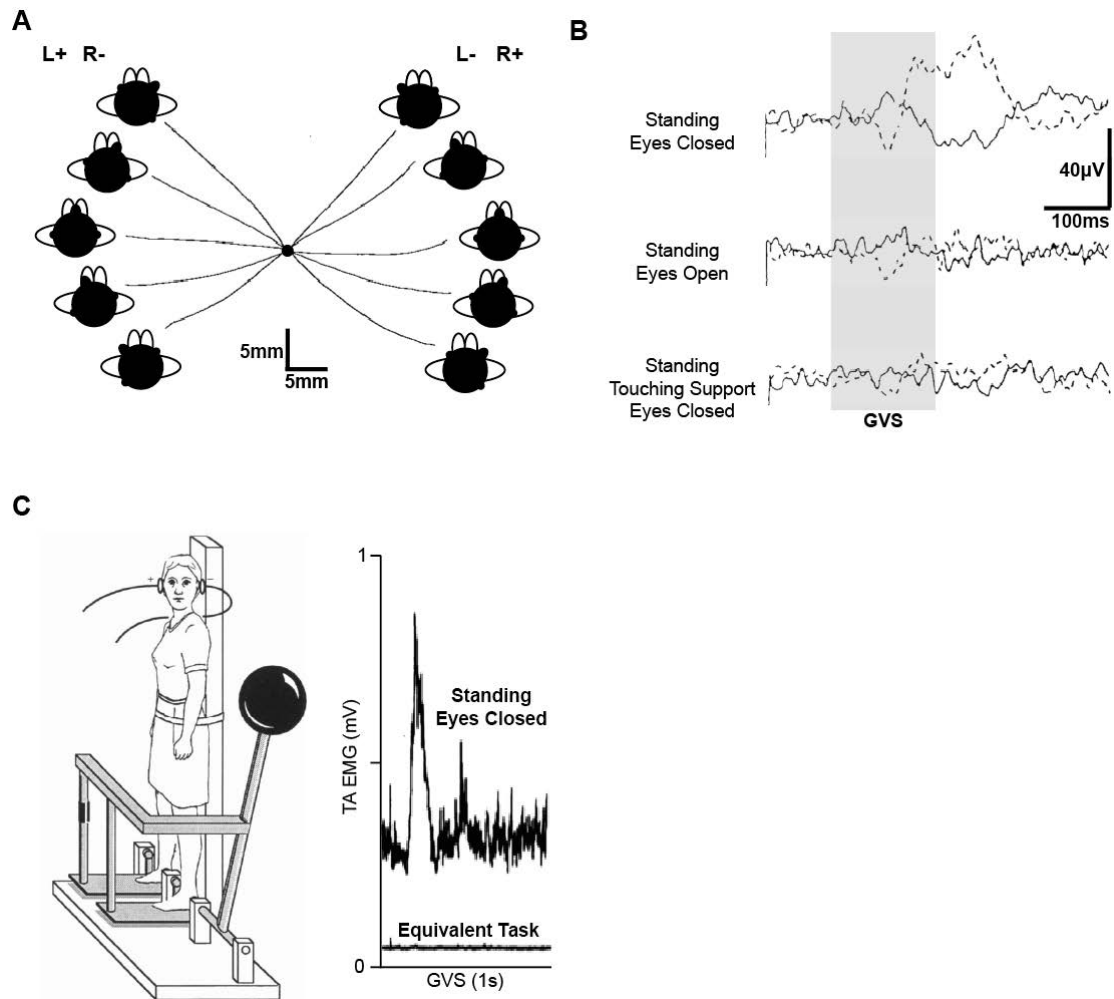 A
L+ R-
L- R+
5mm
5mm
B
Standing
Eyes Closed
40µV
100ms
Standing
Eyes Open
Standing
Touching Support
Eyes Closed
GVS
C
+
-
1
TA EMG (mV)
Standing
Eyes Closed
Equivalent Task
0
GVS (1s)